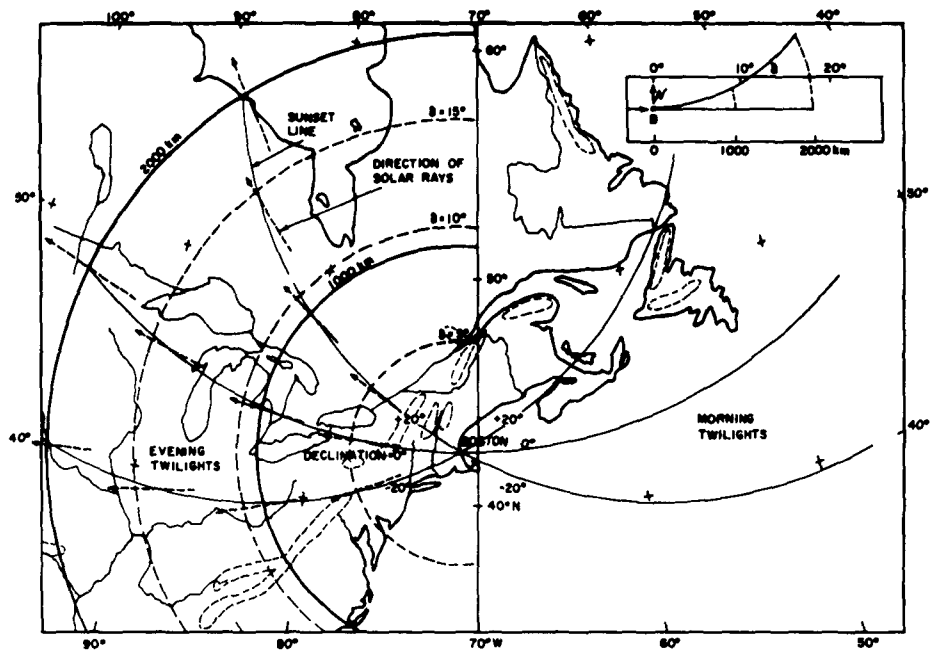 100° 90° 80° 70° 60° 50° 40°
60°
0° 10° δ 20°
W
B
0 1000 2000 km
2000 km
SUNSET
LINE
δ = 15°
DIRECTION OF
SOLAR RAYS
50° 50°
δ = 10°
1000 km
50°
+20° +20°
MORNING
TWILIGHTS
40° BOSTON 0° 40°
EVENING
TWILIGHTS
DECLINATION=0°
-20° -20°
40° N
90° 80° 70° W 60° 50°